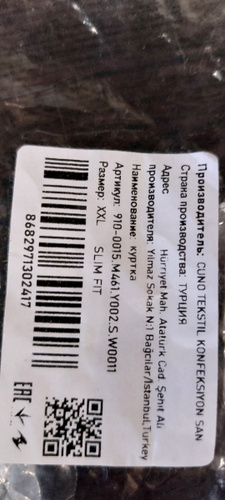 Производитель: CUNO TEKSTIL KONFEKSIYON SAN
Страна производства: ТУРЦИЯ
Адрес Hurriyet Mah. Ataturk Cad. Şehit Ali
производителя: Yilmaz Sokak N:1 Bağcılar/Istanbul,Turkey
Наименование: куртка
Артикул: 910-0015.M461.Y002.S.W0011
Размер: XXL SLIM FIT
8682971302417
EAC